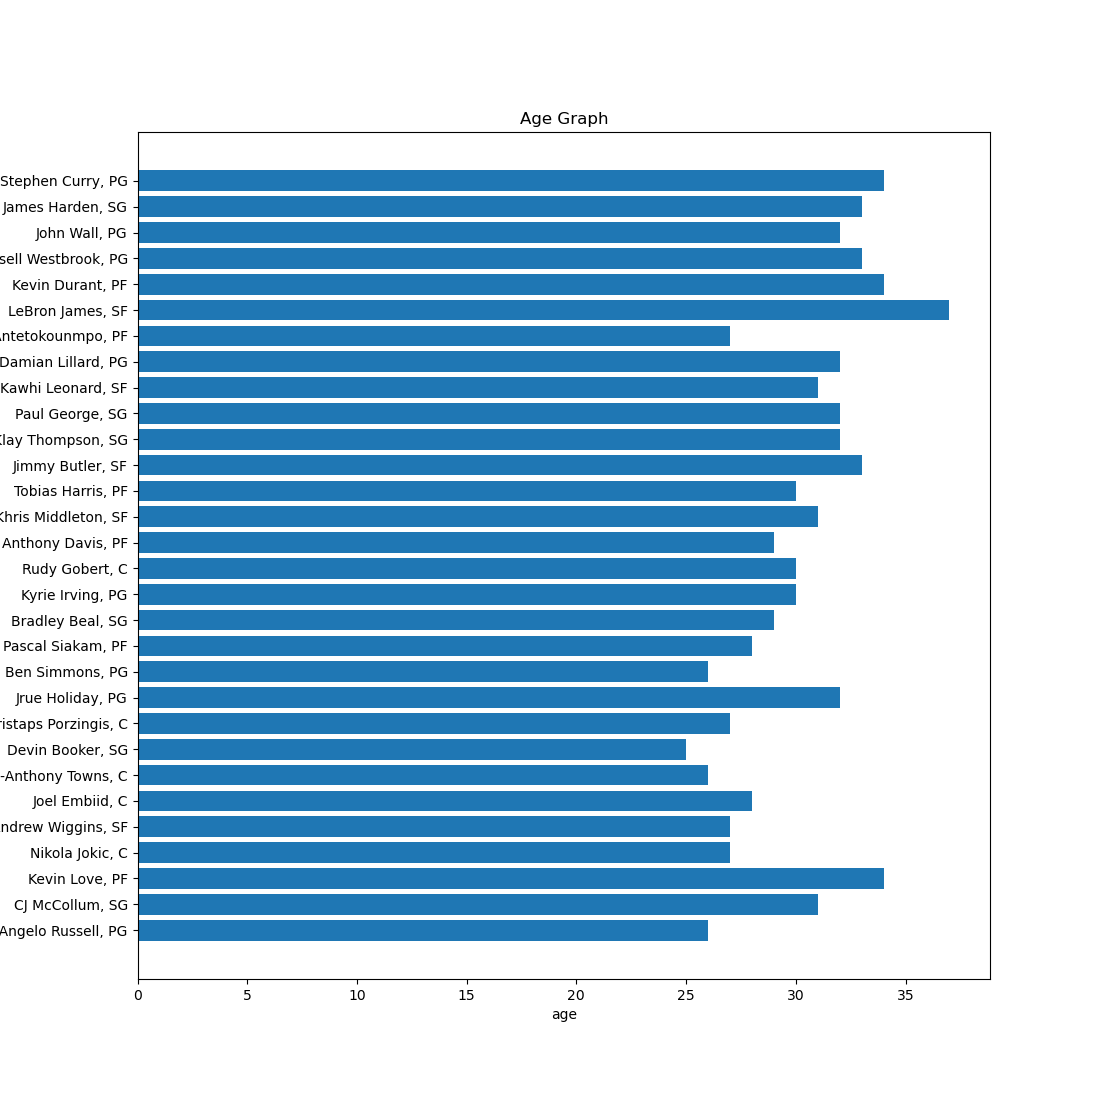 Age Graph
Stephen Curry, PG
James Harden, SG
John Wall, PG
sell Westbrook, PG
Kevin Durant, PF
LeBron James, SF
Antetokounmpo, PF
Damian Lillard, PG
Kawhi Leonard, SF
Paul George, SG
Klay Thompson, SG
Jimmy Butler, SF
Tobias Harris, PF
Khris Middleton, SF
Anthony Davis, PF
Rudy Gobert, C
Kyrie Irving, PG
Bradley Beal, SG
Pascal Siakam, PF
Ben Simmons, PG
Jrue Holiday, PG
ristaps Porzingis, C
Devin Booker, SG
-Anthony Towns, C
Joel Embiid, C
ndrew Wiggins, SF
Nikola Jokic, C
Kevin Love, PF
CJ McCollum, SG
Angelo Russell, PG
0 5 10 15 20 25 30 35
age